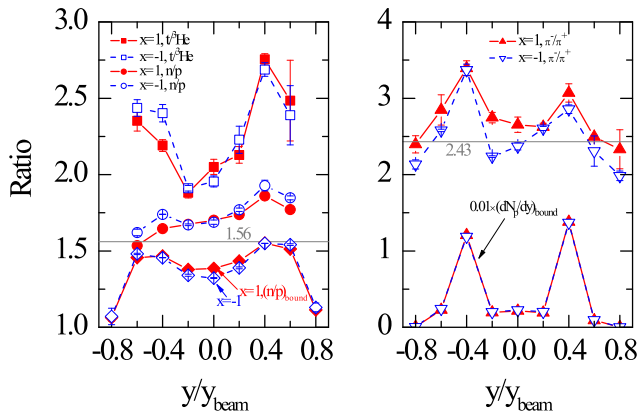 3.0
2.5
2.0
1.5
1.0
Ratio
x=1, t/³He
x=-1, t/³He
x=1, n/p
x=-1, n/p
1.56
x=1,(n/p)bound
x=-1
-0.8 -0.4 0.0 0.4 0.8
y/ybeam
4
3
2
1
0
x=1, π⁻/π⁺
x=-1, π⁻/π⁺
2.43
0.01×(dNp/dy)bound
-0.8 -0.4 0.0 0.4 0.8
y/ybeam